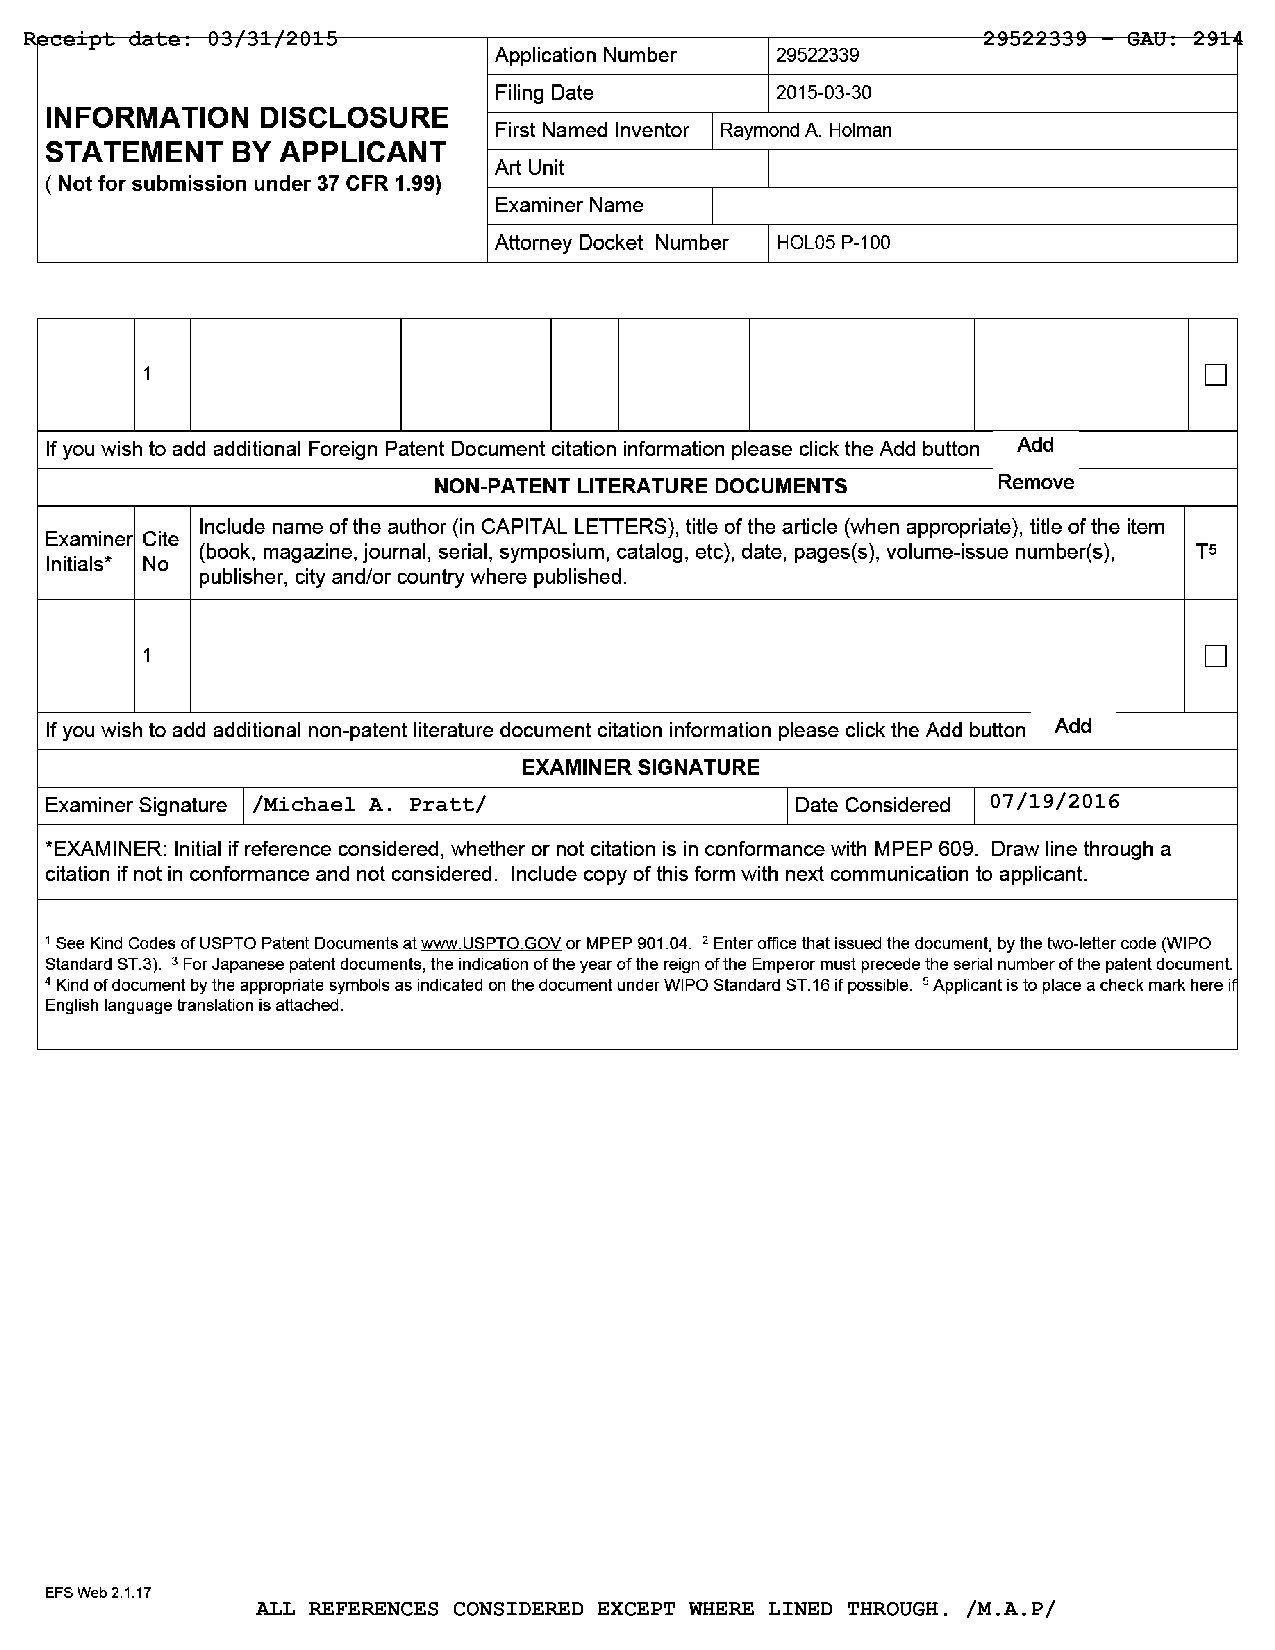 Receipt date: 03/31/2015
29522339 - GAU: 2914
INFORMATION DISCLOSURE
STATEMENT BY APPLICANT
( Not for submission under 37 CFR 1.99)
Application Number 29522339
Filing Date 2015-03-30
First Named Inventor Raymond A. Holman
Art Unit
Examiner Name
Attorney Docket Number HOL05 P-100
1
If you wish to add additional Foreign Patent Document citation information please click the Add button Add
NON-PATENT LITERATURE DOCUMENTS Remove
Examiner Initials*
Cite No
Include name of the author (in CAPITAL LETTERS), title of the article (when appropriate), title of the item
(book, magazine, journal, serial, symposium, catalog, etc), date, pages(s), volume-issue number(s),
publisher, city and/or country where published.
T5
1
If you wish to add additional non-patent literature document citation information please click the Add button Add
EXAMINER SIGNATURE
Examiner Signature /Michael A. Pratt/ Date Considered 07/19/2016
*EXAMINER: Initial if reference considered, whether or not citation is in conformance with MPEP 609. Draw line through a
citation if not in conformance and not considered. Include copy of this form with next communication to applicant.
1 See Kind Codes of USPTO Patent Documents at www.USPTO.GOV or MPEP 901.04. 2 Enter office that issued the document, by the two-letter code (WIPO
Standard ST.3). 3 For Japanese patent documents, the indication of the year of the reign of the Emperor must precede the serial number of the patent document.
4 Kind of document by the appropriate symbols as indicated on the document under WIPO Standard ST.16 if possible. 5 Applicant is to place a check mark here if
English language translation is attached.
EFS Web 2.1.17
ALL REFERENCES CONSIDERED EXCEPT WHERE LINED THROUGH. /M.A.P/